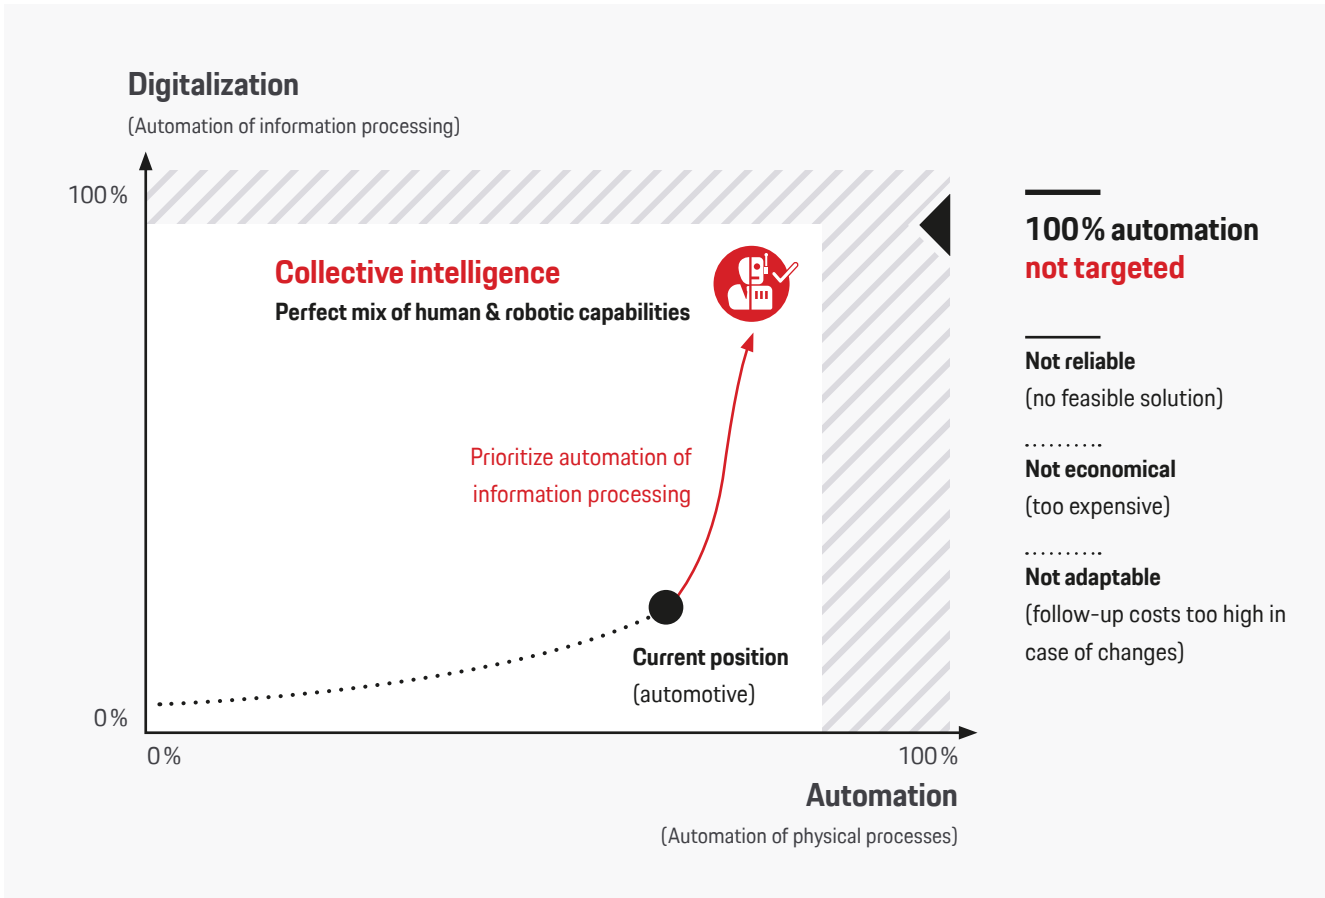 Digitalization
(Automation of information processing)
100 %
Collective intelligence
Perfect mix of human & robotic capabilities
Prioritize automation of
information processing
Current position
(automotive)
0 %
0 %
100 %
Automation
(Automation of physical processes)
100 % automation
not targeted
Not reliable
(no feasible solution)
Not economical
(too expensive)
Not adaptable
(follow-up costs too high in
case of changes)